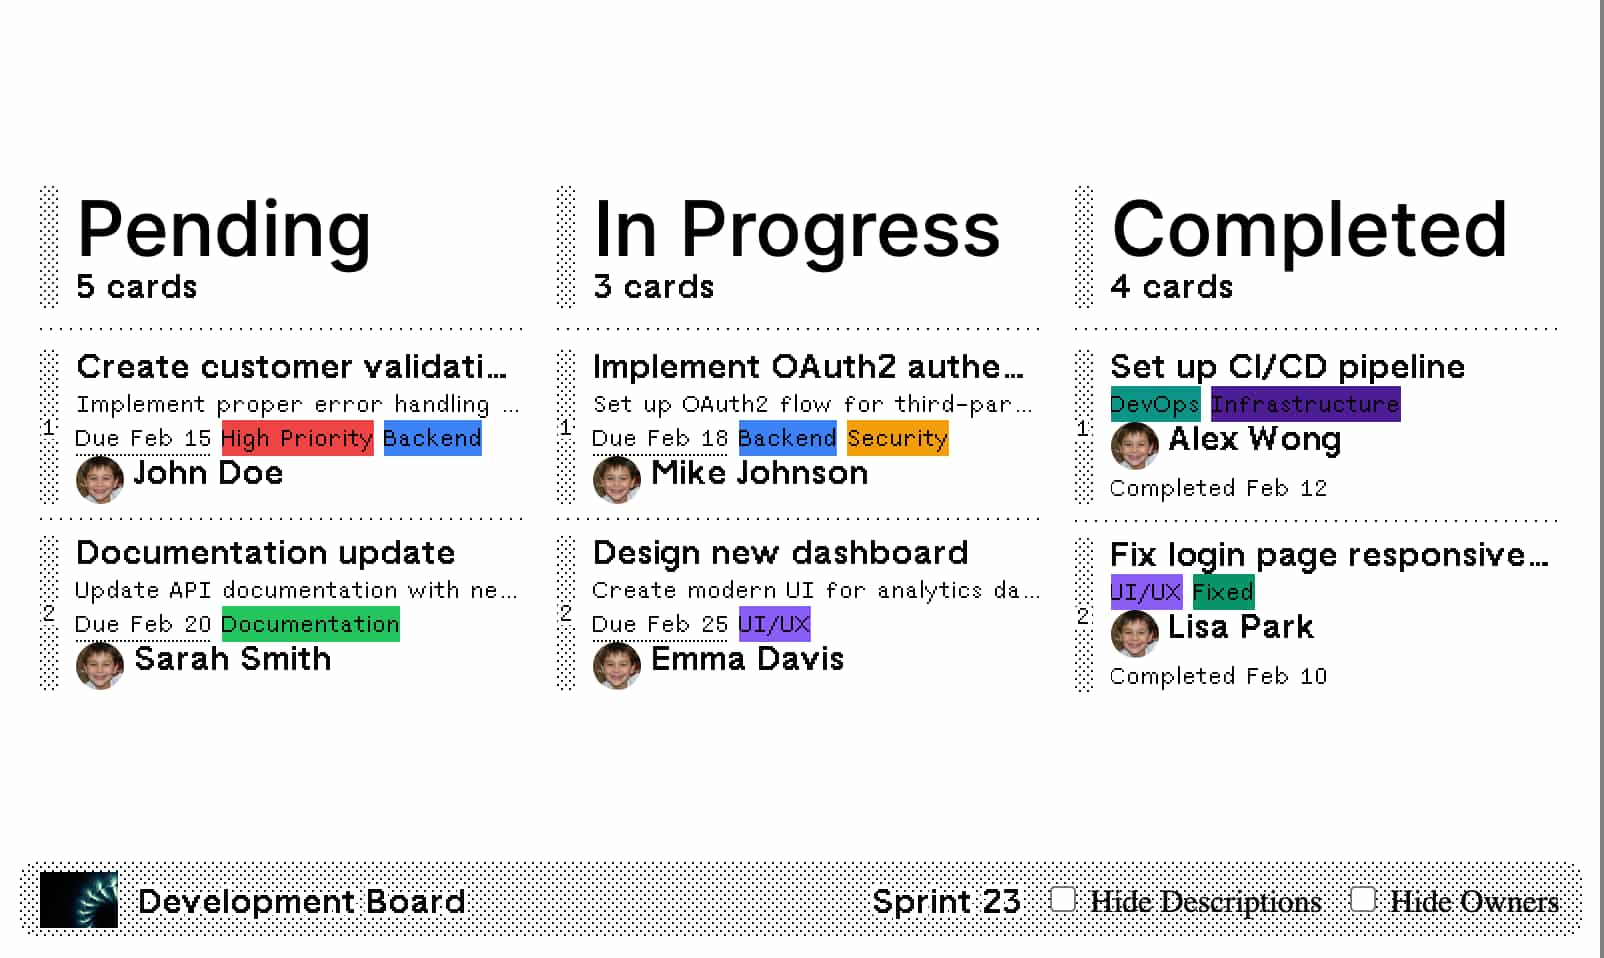 Pending
5 cards
1
Create customer validati...
Implement proper error handling ...
Due Feb 15 High Priority Backend
John Doe
2
Documentation update
Update API documentation with ne...
Due Feb 20 Documentation
Sarah Smith
In Progress
3 cards
1
Implement OAuth2 authe...
Set up OAuth2 flow for third-par...
Due Feb 18 Backend Security
Mike Johnson
2
Design new dashboard
Create modern UI for analytics da...
Due Feb 25 UI/UX
Emma Davis
Completed
4 cards
1
Set up CI/CD pipeline
DevOps Infrastructure
Alex Wong
Completed Feb 12
2
Fix login page responsive...
UI/UX Fixed
Lisa Park
Completed Feb 10
Development Board
Sprint 23 Hide Descriptions Hide Owners